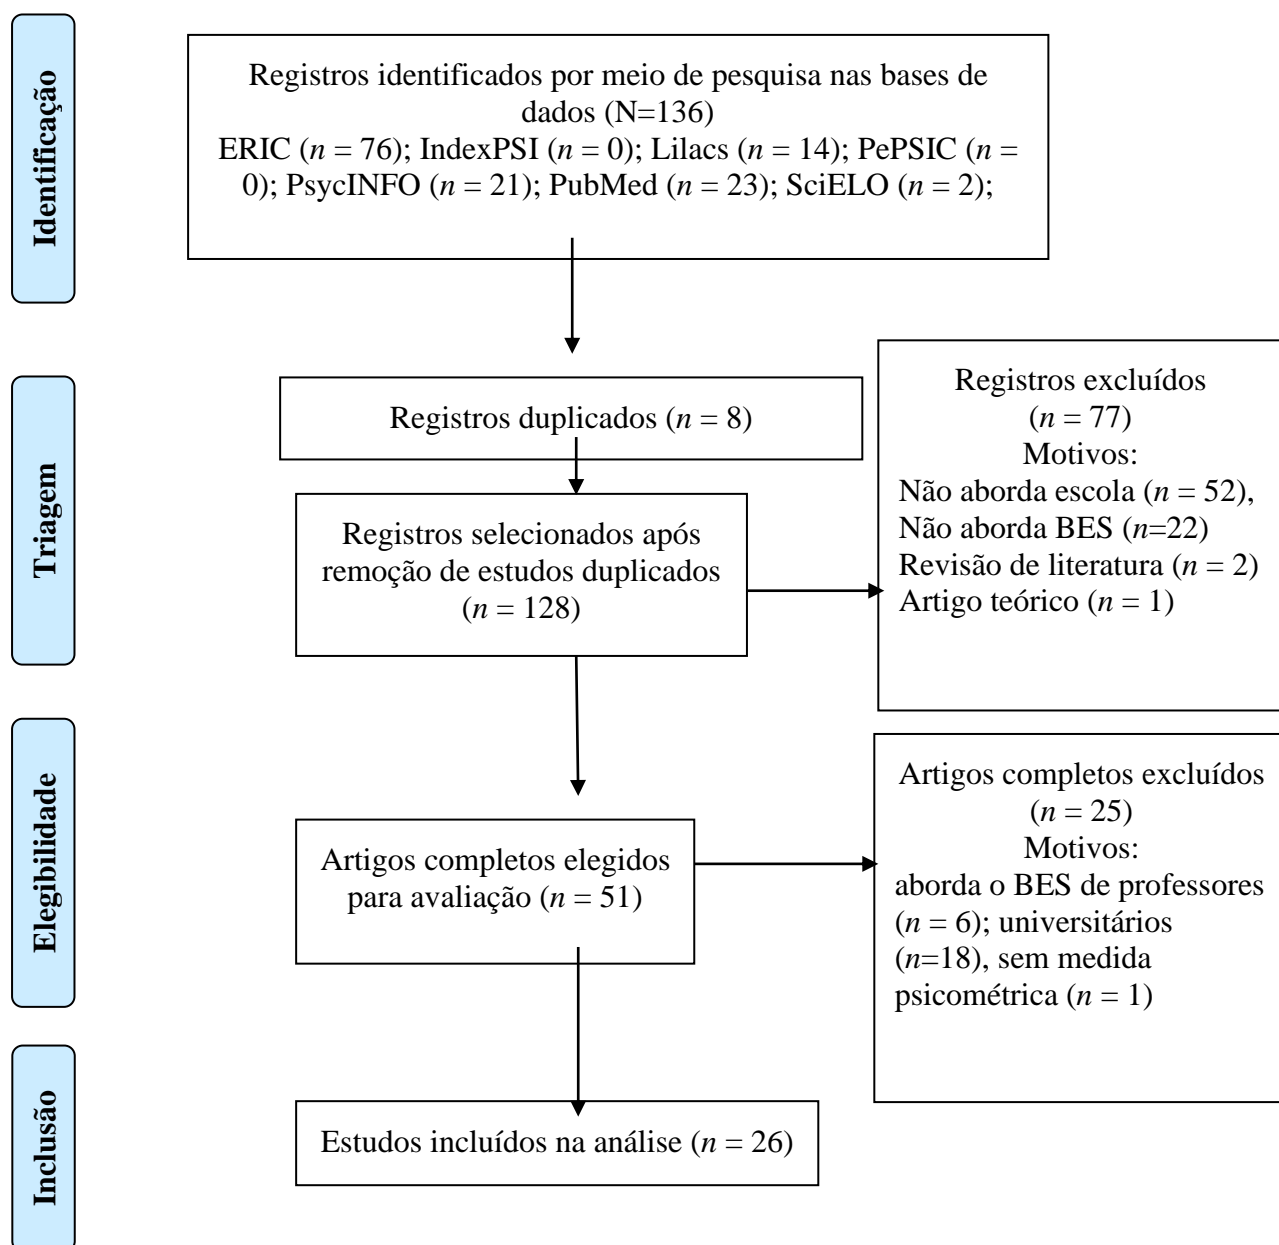 Identificação
Registros identificados por meio de pesquisa nas bases de
dados (N=136)
ERIC (n = 76); IndexPSI (n = 0); Lilacs (n = 14); PePSIC (n =
0); PsycINFO (n = 21); PubMed (n = 23); SciELO (n = 2);
Triagem
Registros duplicados (n = 8)
Registros selecionados após
remoção de estudos duplicados
(n = 128)
Registros excluídos
(n = 77)
Motivos:
Não aborda escola (n = 52),
Não aborda BES (n=22)
Revisão de literatura (n = 2)
Artigo teórico (n = 1)
Elegibilidade
Artigos completos elegidos
para avaliação (n = 51)
Artigos completos excluídos
(n = 25)
Motivos:
aborda o BES de professores
(n = 6); universitários
(n=18), sem medida
psicométrica (n = 1)
Inclusão
Estudos incluídos na análise (n = 26)